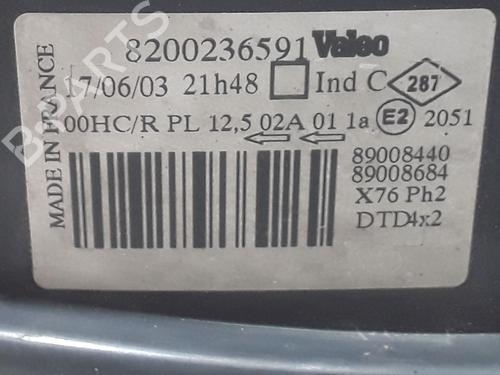 8200236591 Valeo
17/06/03 21h48 Ind C 287
00HC/R PL 12,5 02A 01 1a E2 2051
89008440
89008684
X76 Ph2
DTD4x2
MADE IN FRANCE
B-PARTS